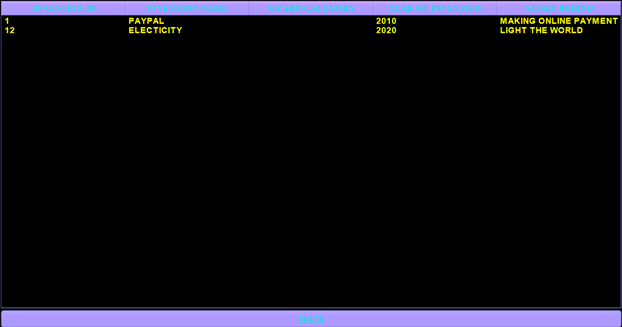 INVENTION ID INVENTION NAME AWARD CATEGORY YEAR OF INVENTION STORY BEHIND
1 PAYPAL 2010 MAKING ONLINE PAYMENT
12 ELECTICITY 2020 LIGHT THE WORLD
BACK